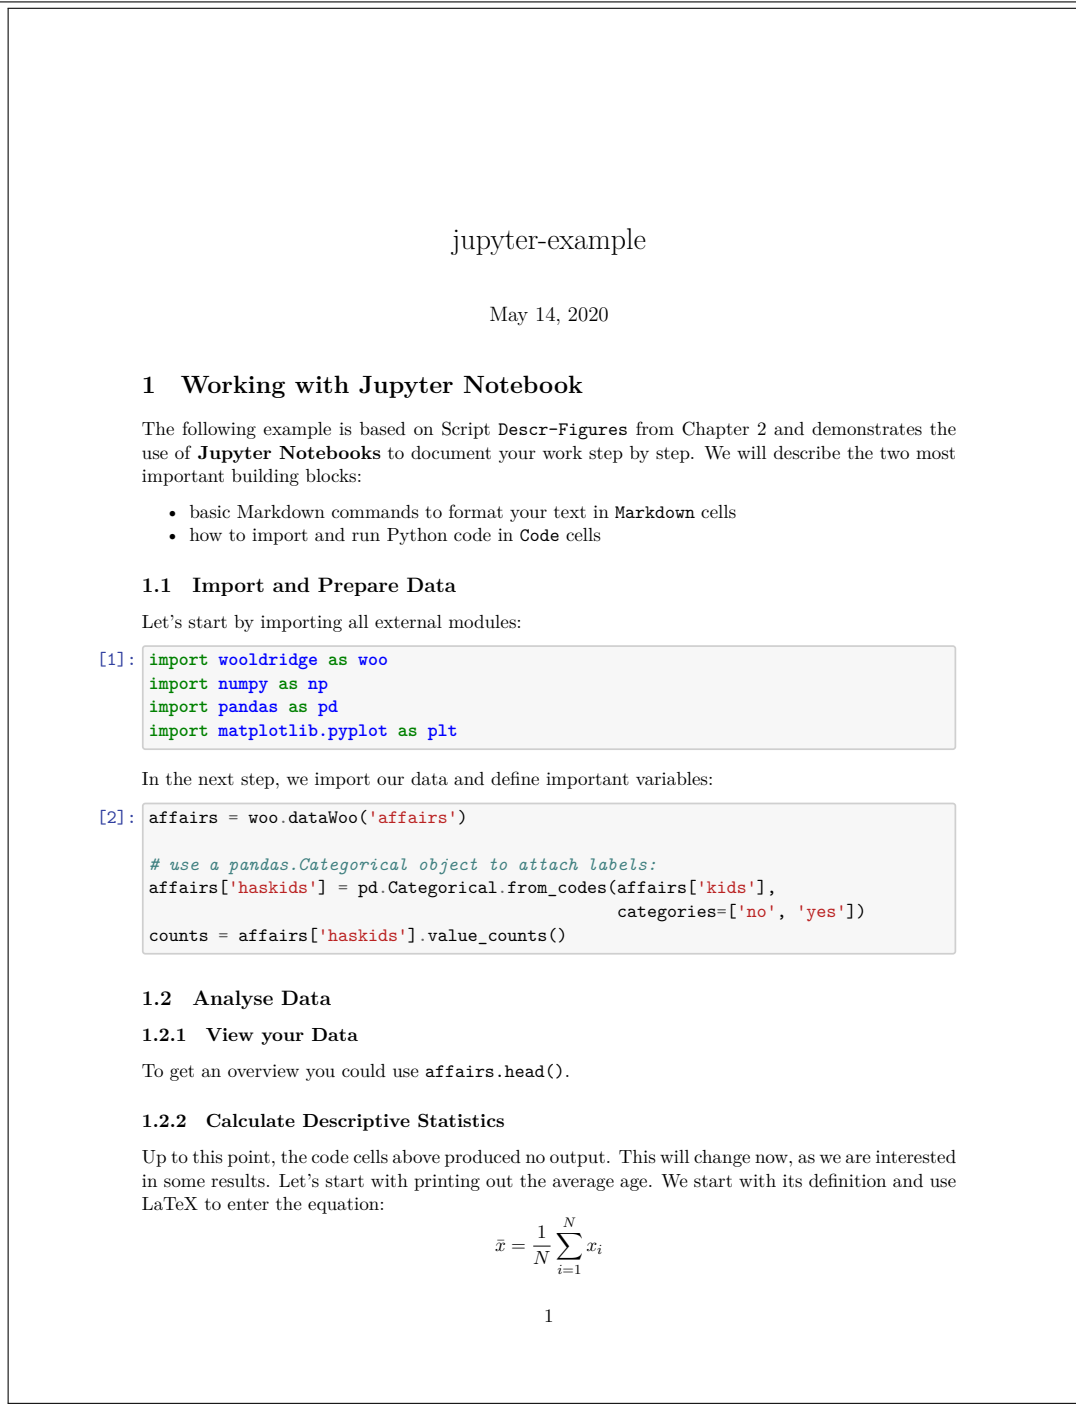 jupyter-example
May 14, 2020
1 Working with Jupyter Notebook
The following example is based on Script Descr-Figures from Chapter 2 and demonstrates the
use of Jupyter Notebooks to document your work step by step. We will describe the two most
important building blocks:
• basic Markdown commands to format your text in Markdown cells
• how to import and run Python code in Code cells
1.1 Import and Prepare Data
Let's start by importing all external modules:
[1]: import wooldridge as woo
import numpy as np
import pandas as pd
import matplotlib.pyplot as plt
In the next step, we import our data and define important variables:
[2]: affairs = woo.dataWoo('affairs')
# use a pandas.Categorical object to attach labels:
affairs['haskids'] = pd.Categorical.from_codes(affairs['kids'],
categories=['no', 'yes'])
counts = affairs['haskids'].value_counts()
1.2 Analyse Data
1.2.1 View your Data
To get an overview you could use affairs.head().
1.2.2 Calculate Descriptive Statistics
Up to this point, the code cells above produced no output. This will change now, as we are interested
in some results. Let's start with printing out the average age. We start with its definition and use
LaTeX to enter the equation:
x̄ = \frac{1}{N} \sum_{i=1}^{N} x_i
1